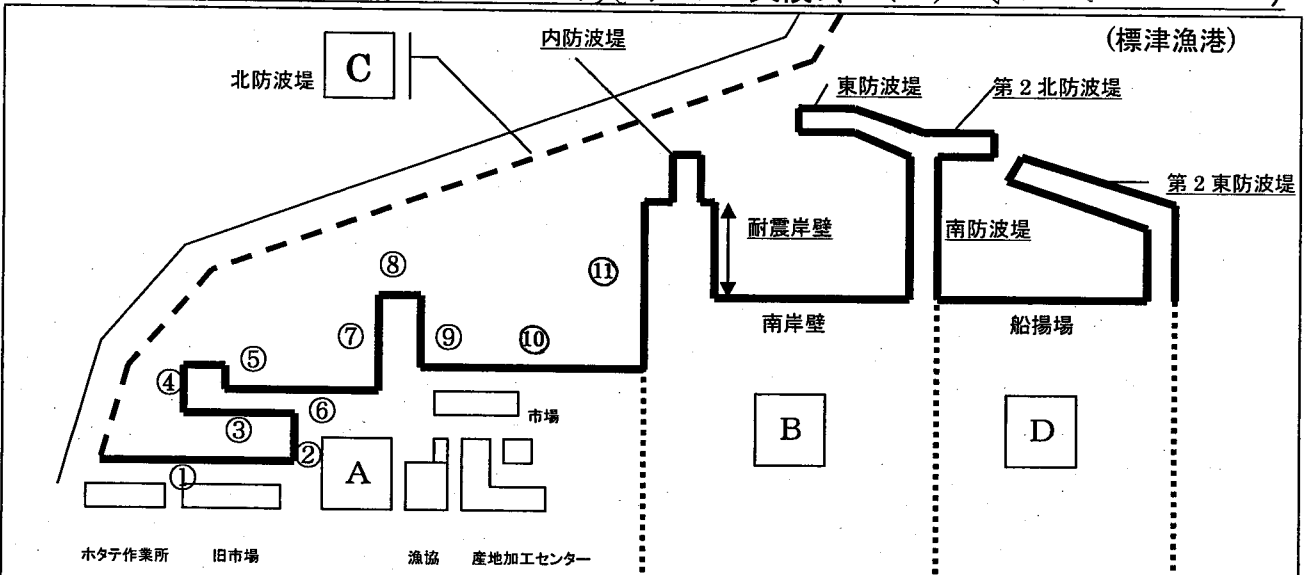 (標津漁港)
内防波堤
北防波堤
C
東防波堤
第2北防波堤
第2東防波堤
耐震岸壁
南防波堤
⑧
⑪
南岸壁
船揚場
⑦
⑨
⑩
⑤
④
⑥
市場
③
②
①
A
B
D
ホタテ作業所
旧市場
漁協
産地加工センター